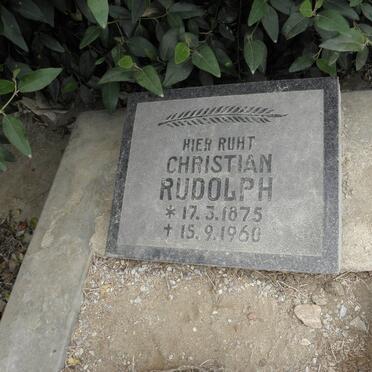 HIER RUHT
CHRISTIAN
RUDOLPH
* 17.3.1875
† 15.9.1960